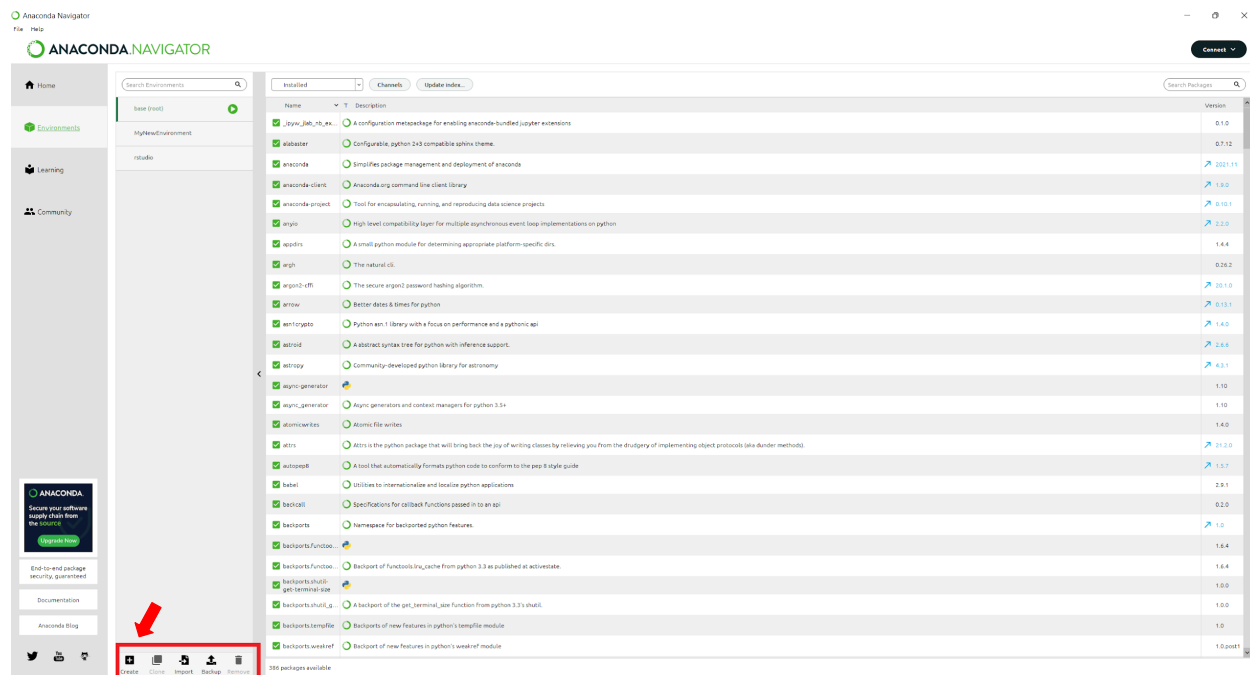 Anaconda Navigator
File Help
ANACONDA.NAVIGATOR
Connect
Home
Environments
Learning
Community
ANACONDA.
Secure your software
supply chain from
the source
Upgrade Now
End-to-end package
security, guaranteed
Documentation
Anaconda Blog
You
Tube
Search Environments
base (root)
MyNewEnvironment
rstudio
Create Clone Import Backup Remove
Installed Channels Update index... Search Packages
Name T Description Version
_ipyw_jlab_nb_ex... A configuration metapackage for enabling anaconda-bundled jupyter extensions 0.1.0
alabaster Configurable, python 2+3 compatible sphinx theme. 0.7.12
anaconda Simplifies package management and deployment of anaconda 2021.11
anaconda-client Anaconda.org command line client library 1.9.0
anaconda-project Tool for encapsulating, running, and reproducing data science projects 0.10.1
anyio High level compatibility layer for multiple asynchronous event loop implementations on python 2.2.0
appdirs A small python module for determining appropriate platform-specific dirs. 1.4.4
argh The natural cli. 0.26.2
argon2-cffi The secure argon2 password hashing algorithm. 20.1.0
arrow Better dates & times for python 0.13.1
asn1crypto Python asn.1 library with a focus on performence and a pythonic api 1.4.0
astroid A abstract syntax tree for python with inference support. 2.6.6
astropy Community-developed python library for astronomy 4.3.1
async-generator 1.10
async_generator Async generators and context managers for python 3.5+ 1.10
atomicwrites Atomic file writes 1.4.0
attrs Attrs is the python package that will bring back the joy of writing classes by relieving you from the drudgery of implementing object protocols (aka dunder methods). 21.2.0
autopep8 A tool that automatically formats python code to conform to the pep 8 style guide 1.5.7
babel Utilities to internationalize and localize python applications 2.9.1
backcall Specifications for callback functions passed in to an api 0.2.0
backports Namespace for backported python features. 1.0
backports.functoo... 1.6.4
backports.functoo... Backport of functools.lru_cache from python 3.3 as published at activestate. 1.6.4
backports.shutil-
get-terminal-size 1.0.0
backports.shutil_g... A backport of the get_terminal_size function from python 3.3's shutil. 1.0.0
backports.tempfile Backports of new features in python's tempfile module 1.0
backports.weakref Backport of new features in python's weakref module 1.0.post1
386 packages available